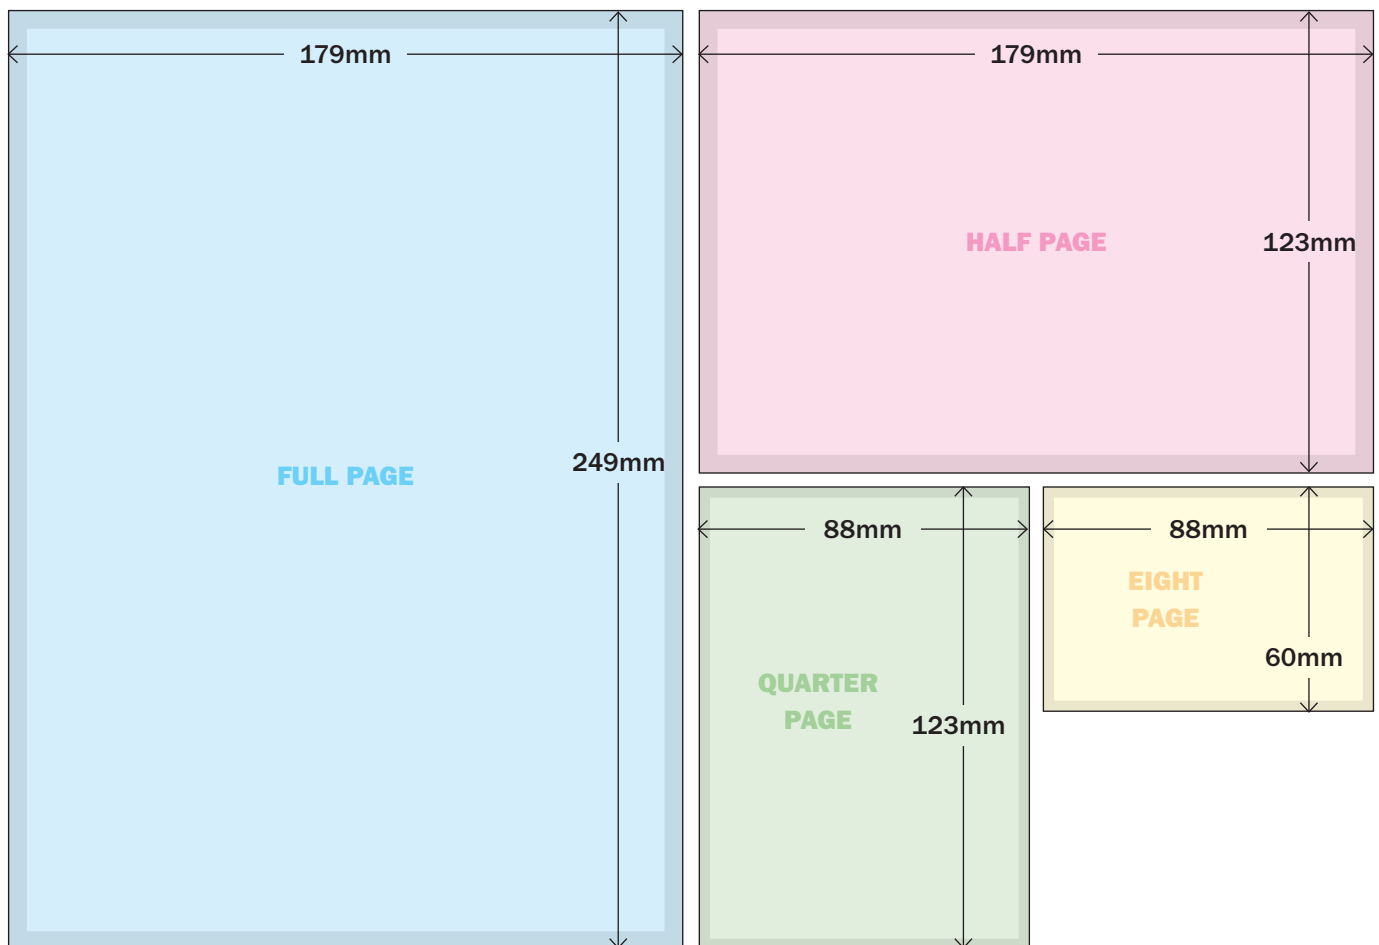 179mm
249mm
FULL PAGE
179mm
HALF PAGE
123mm
88mm
QUARTER
PAGE
123mm
88mm
EIGHT
PAGE
60mm